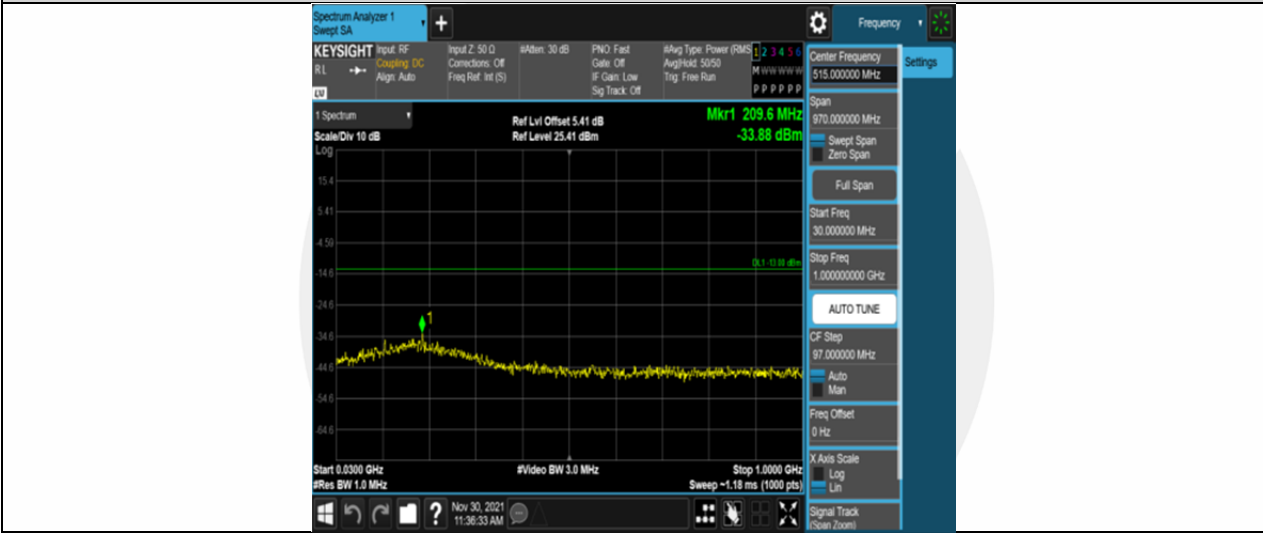 Spectrum Analyzer 1
Swept SA
Frequency
KEYSIGHT
RL
Input: RF
Coupling: DC
Align: Auto
Input Z: 50 Ω
Corrections: Off
Freq Ref: Int (S)
#Atten: 30 dB
PNO: Fast
Gate: Off
IF Gain: Low
Sig Track: Off
#Avg Type: Power (RMS
Avg|Hold: 50/50
Trig: Free Run
1 2 3 4 5 6
M W W W W W
P P P P P P
LV
1 Spectrum
Scale/Div 10 dB
Log
Ref Lvl Offset 5.41 dB
Ref Level 25.41 dBm
Mkr1 209.6 MHz
-33.88 dBm
15.4
5.41
-4.59
DL1 -13.00 dBm
-14.6
-24.6
1
-34.6
-44.6
-54.6
-64.6
Start 0.0300 GHz
#Res BW 1.0 MHz
#Video BW 3.0 MHz
Stop 1.0000 GHz
Sweep ~1.18 ms (1000 pts)
Nov 30, 2021
11:36:33 AM
Center Frequency
515.000000 MHz
Settings
Span
970.000000 MHz
Swept Span
Zero Span
Full Span
Start Freq
30.000000 MHz
Stop Freq
1.000000000 GHz
AUTO TUNE
CF Step
97.000000 MHz
Auto
Man
Freq Offset
0 Hz
X Axis Scale
Log
Lin
Signal Track
(Span Zoom)